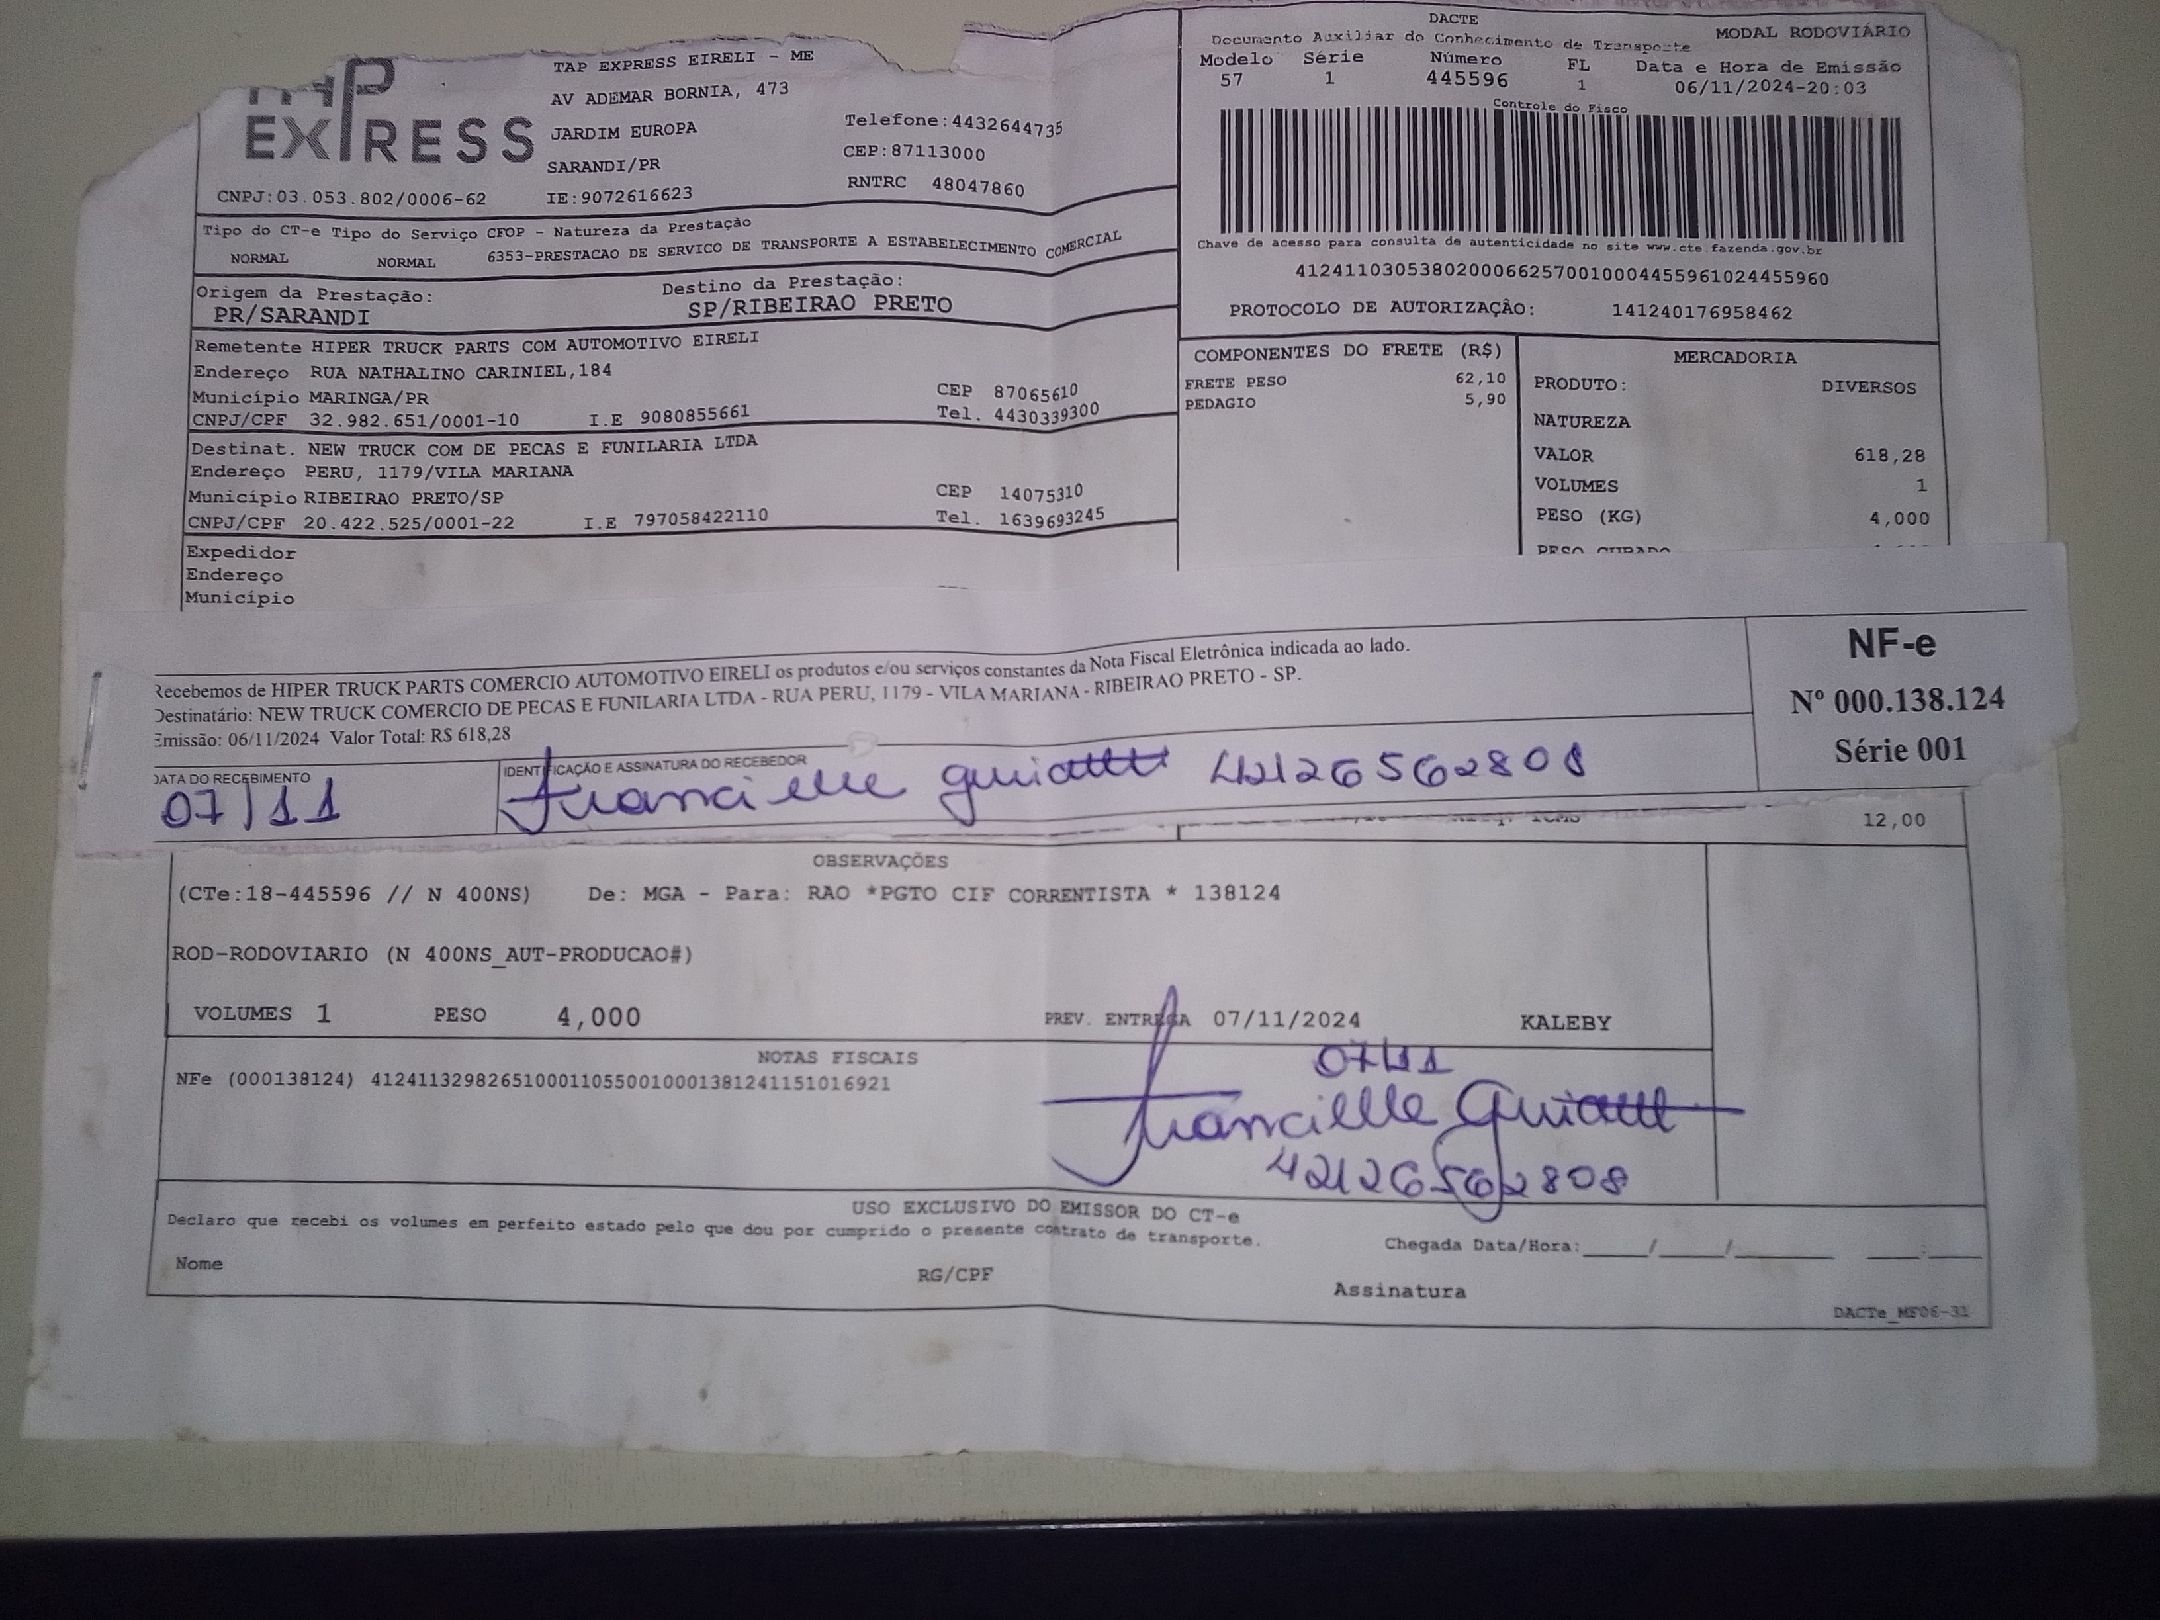 TAP EXPRESS
TAP EXPRESS EIRELI - ME
AV ADEMAR BORNIA, 473
JARDIM EUROPA
SARANDI/PR
IE:9072616623
Telefone:4432644735
CEP:87113000
RNTRC 48047860
CNPJ:03.053.802/0006-62
DACTE
Documento Auxiliar do Conhecimento de Transporte
MODAL RODOVIÁRIO
Modelo Série Número FL Data e Hora de Emissão
57 1 445596 1 06/11/2024-20:03
Controle do Fisco
Chave de acesso para consulta de autenticidade no site www.cte.fazenda.gov.br
41241103053802000662570010004455961024455960
PROTOCOLO DE AUTORIZAÇÃO: 141240176958462
Tipo do CT-e Tipo do Serviço CFOP - Natureza da Prestação
NORMAL NORMAL 6353-PRESTACAO DE SERVICO DE TRANSPORTE A ESTABELECIMENTO COMERCIAL
Origem da Prestação: Destino da Prestação:
PR/SARANDI SP/RIBEIRAO PRETO
Remetente HIPER TRUCK PARTS COM AUTOMOTIVO EIRELI
Endereço RUA NATHALINO CARINIEL,184
Município MARINGA/PR CEP 87065610
CNPJ/CPF 32.982.651/0001-10 I.E 9080855661 Tel. 4430339300
Destinat. NEW TRUCK COM DE PECAS E FUNILARIA LTDA
Endereço PERU, 1179/VILA MARIANA
Município RIBEIRAO PRETO/SP CEP 14075310
CNPJ/CPF 20.422.525/0001-22 I.E 797058422110 Tel. 1639693245
Expedidor
Endereço
Município
COMPONENTES DO FRETE (R$)
FRETE PESO 62,10
PEDAGIO 5,90
MERCADORIA
PRODUTO: DIVERSOS
NATUREZA
VALOR 618,28
VOLUMES 1
PESO (KG) 4,000
PESO CUBADO
Recebemos de HIPER TRUCK PARTS COMERCIO AUTOMOTIVO EIRELI os produtos e/ou serviços constantes da Nota Fiscal Eletrônica indicada ao lado.
Destinatário: NEW TRUCK COMERCIO DE PECAS E FUNILARIA LTDA - RUA PERU, 1179 - VILA MARIANA - RIBEIRAO PRETO - SP.
Emissão: 06/11/2024 Valor Total: R$ 618,28
NF-e
Nº 000.138.124
Série 001
DATA DO RECEBIMENTO IDENTIFICAÇÃO E ASSINATURA DO RECEBEDOR
07/11 Francielle 42126562808
12,00
OBSERVAÇÕES
(CTe:18-445596 // N 400NS) De: MGA - Para: RAO *PGTO CIF CORRENTISTA * 138124
ROD-RODOVIARIO (N 400NS_AUT-PRODUCAO#)
VOLUMES 1 PESO 4,000 PREV. ENTREGA 07/11/2024 KALEBY
NOTAS FISCAIS
NFe (000138124) 41241132982651000110550010001381241151016921
07/11
Francielle
42126562808
USO EXCLUSIVO DO EMISSOR DO CT-e
Declaro que recebi os volumes em perfeito estado pelo que dou por cumprido o presente contrato de transporte.
Chegada Data/Hora:____/____/______ ___:___
Nome RG/CPF Assinatura
DACTe_MF06-31